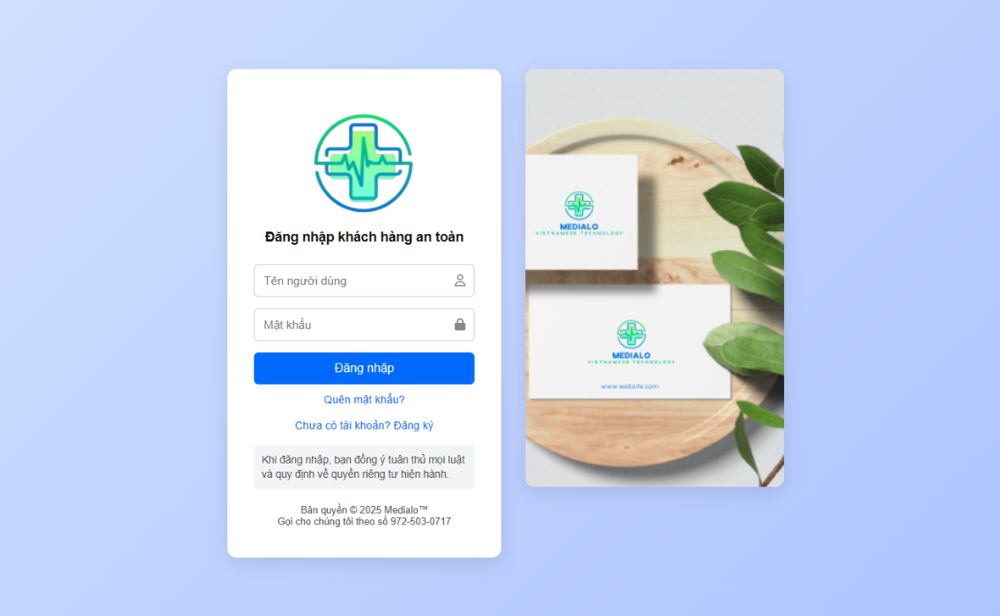 Đăng nhập khách hàng an toàn
Tên người dùng
Mật khẩu
Đăng nhập
Quên mật khẩu?
Chưa có tài khoản? Đăng ký
Khi đăng nhập, bạn đồng ý tuân thủ mọi luật
và quy định về quyền riêng tư hiện hành.
Bản quyền © 2025 Medialo™
Gọi cho chúng tôi theo số 972-503-0717
MEDIALO
VIETNAMESE TECHNOLOGY
MEDIALO
VIETNAMESE TECHNOLOGY
www.website.com